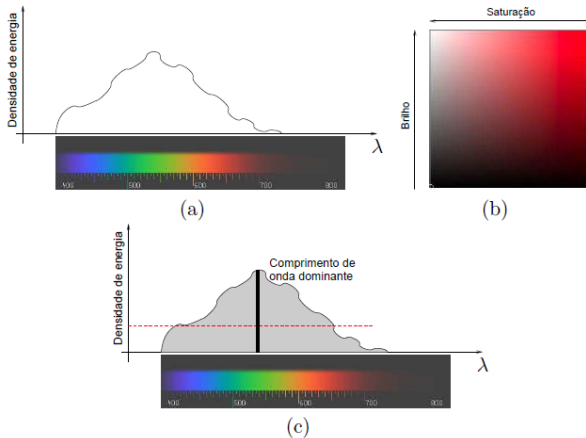 Densidade de energia
λ
400 500 600 700 800
(a)
Saturação
Brilho
(b)
Densidade de energia
Comprimento de
onda dominante
λ
400 500 600 700 800
(c)